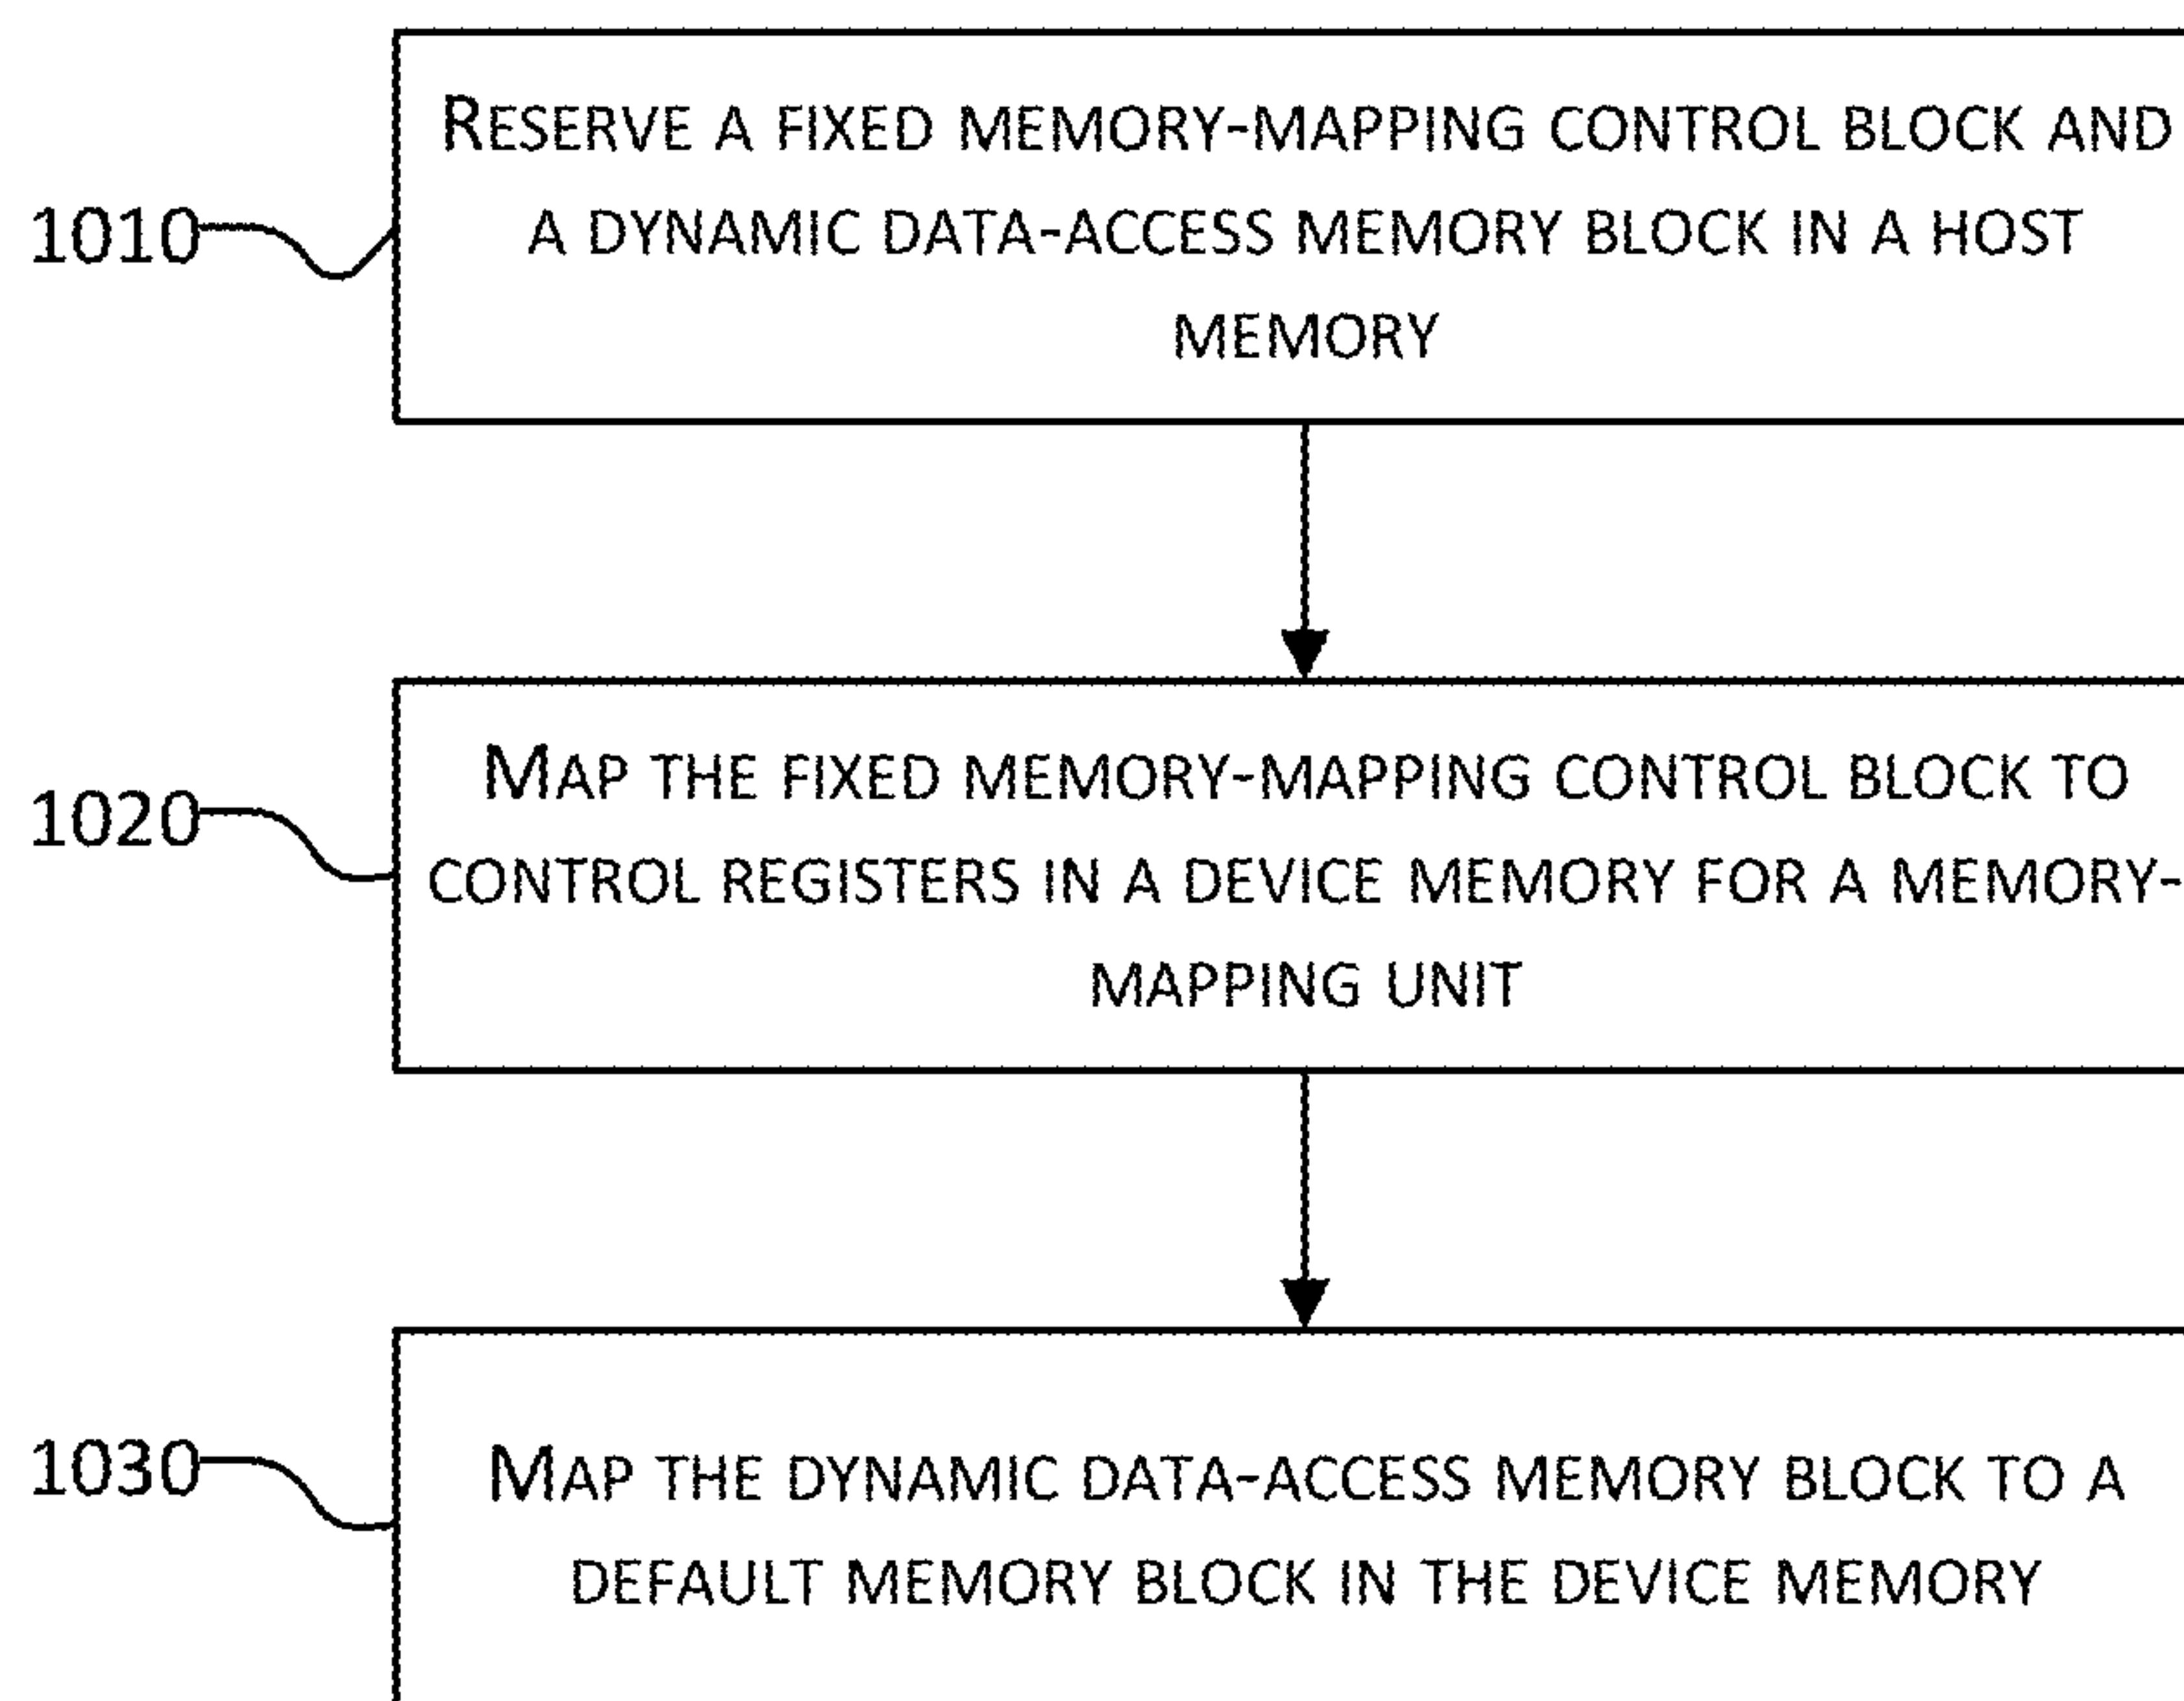 RESERVE A FIXED MEMORY-MAPPING CONTROL BLOCK AND
1010
A DYNAMIC DATA-ACCESS MEMORY BLOCK IN A HOST
MEMORY
MAP THE FIXED MEMORY-MAPPING CONTROL BLOCK TO
1020
CONTROL REGISTERS IN A DEVICE MEMORY FOR A MEMORY-
MAPPING UNIT
1030
MAP THE DYNAMIC DATA-ACCESS MEMORY BLOCK TO A
DEFAULT MEMORY BLOCK IN THE DEVICE MEMORY